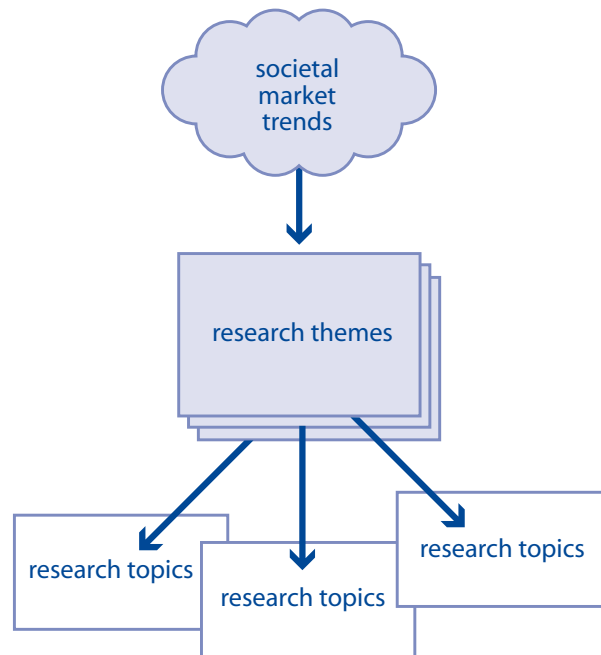 societal
market
trends
research themes
research topics
research topics
research topics